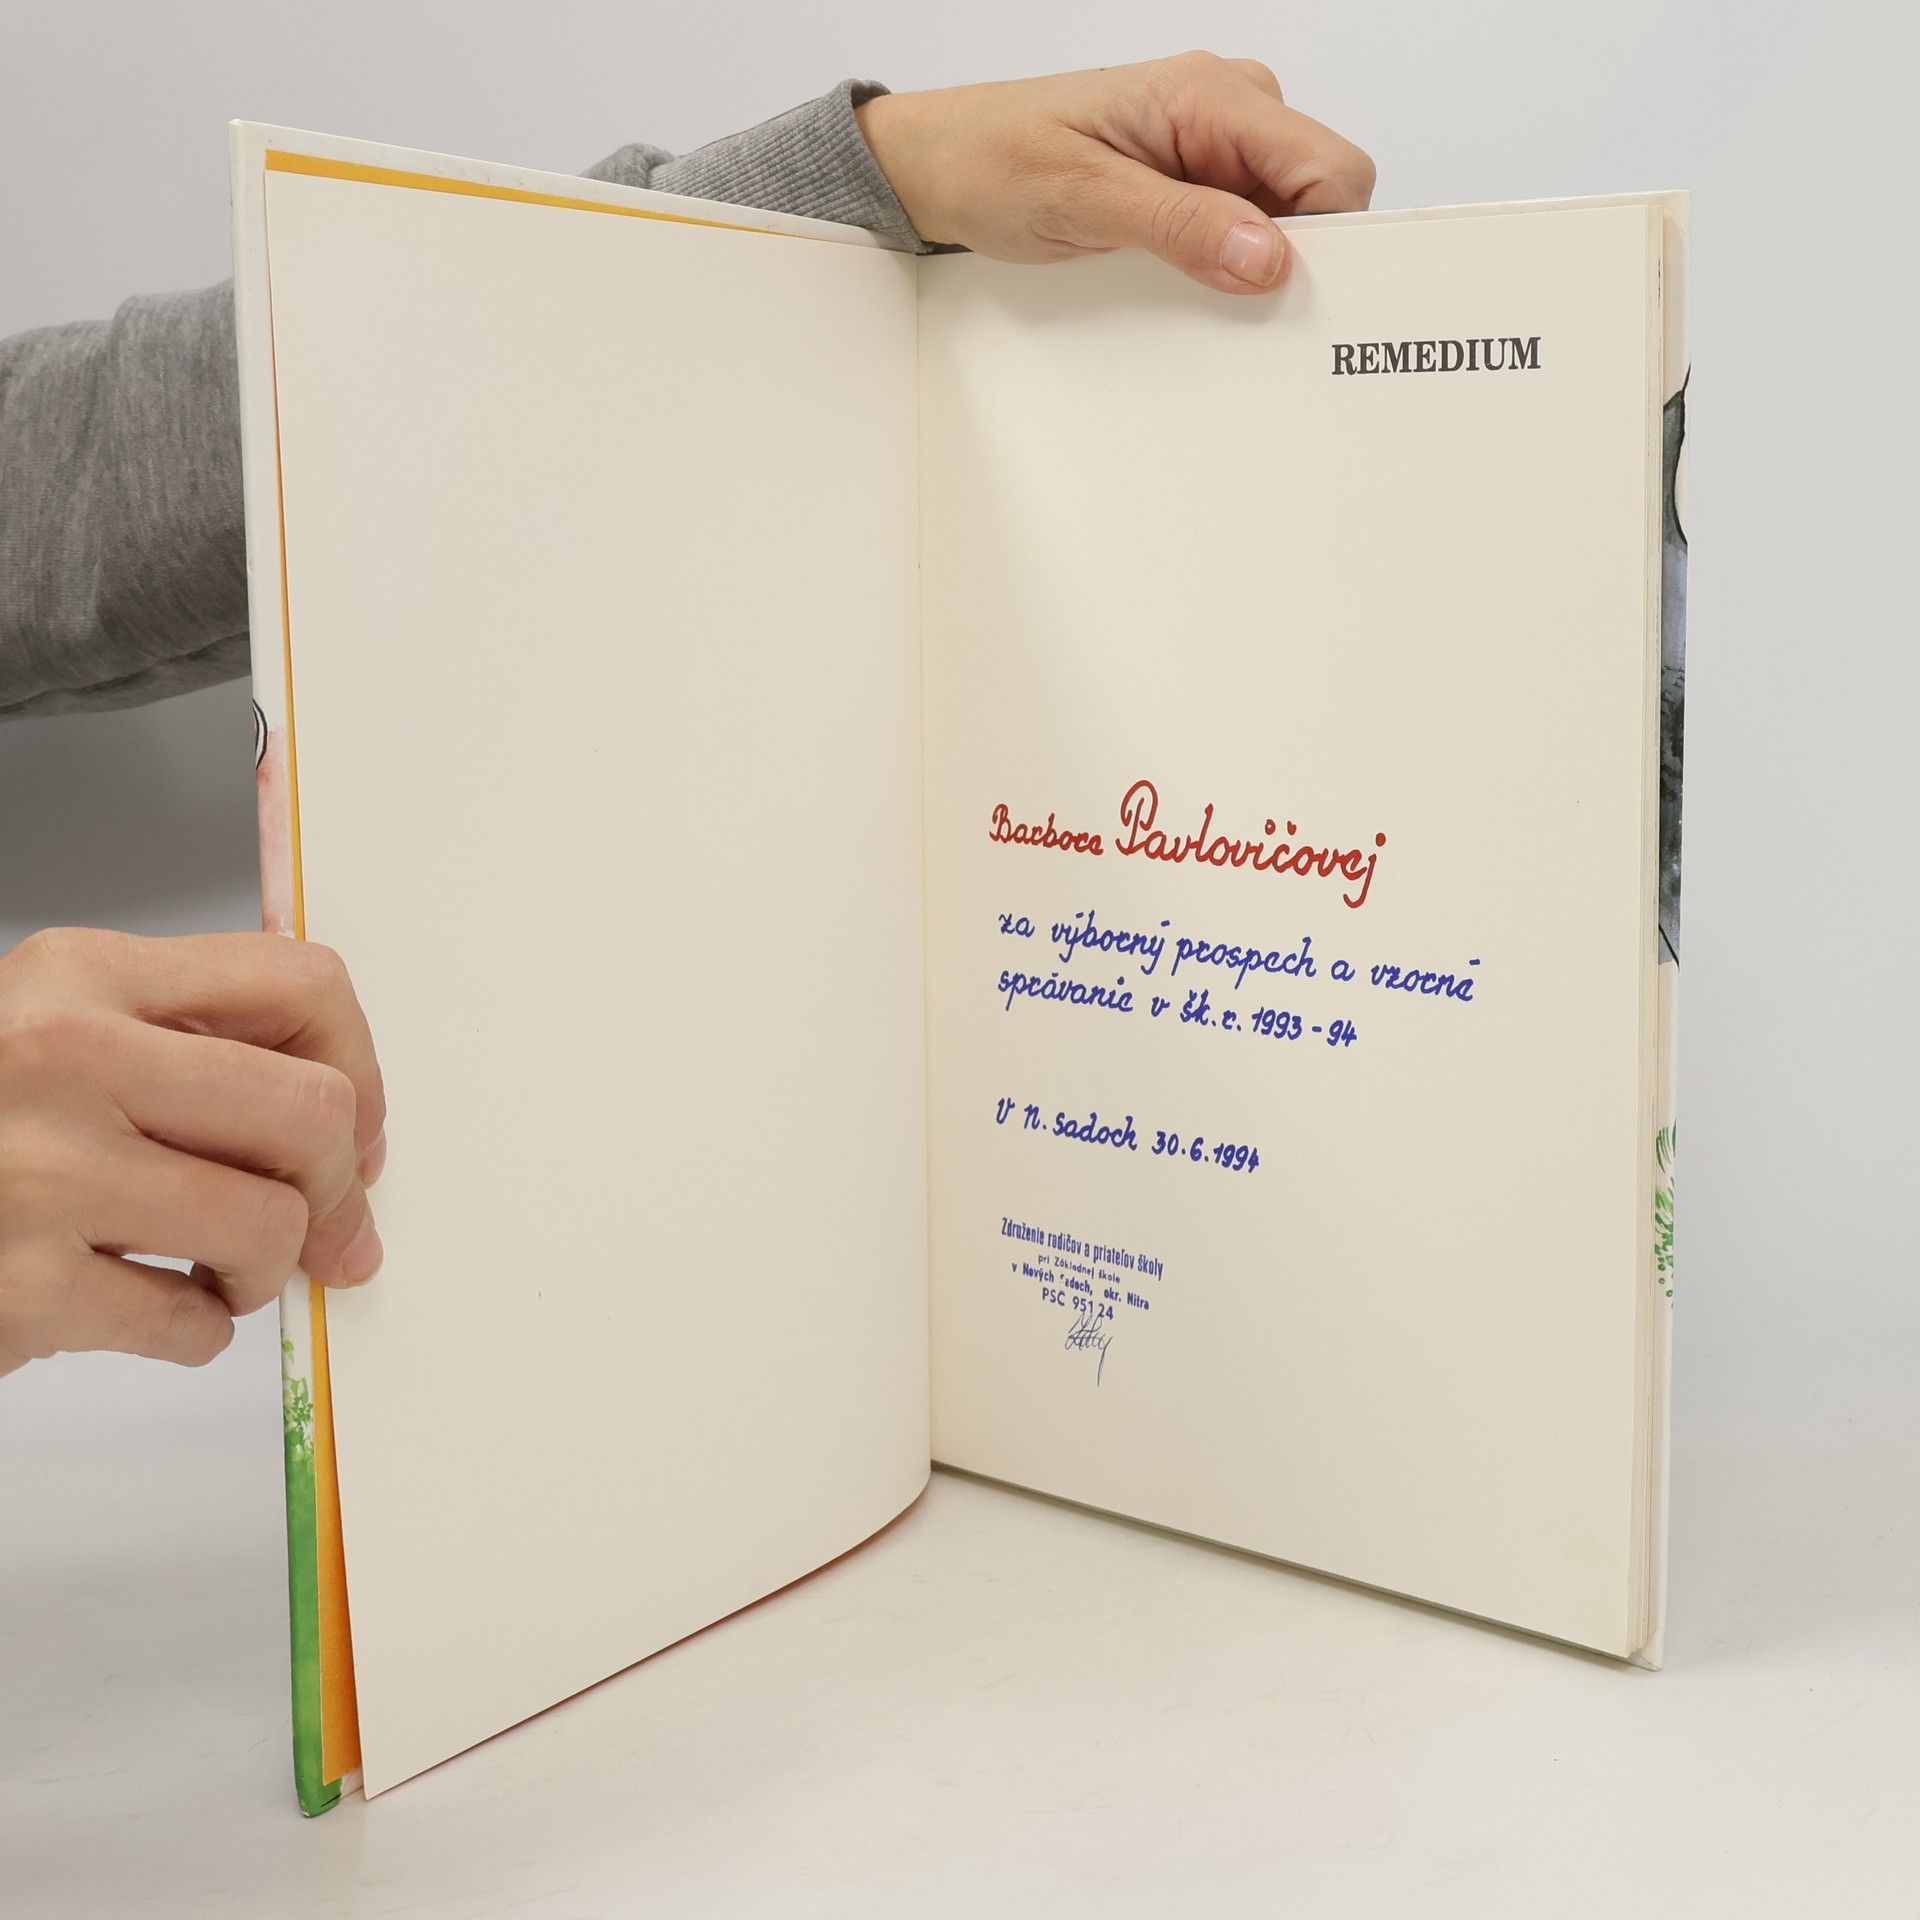 REMEDIUM
Barbore Pavlovičovej
za výborný prospech a vzorné
správanie v šk. r. 1993 - 94
V N. Sadoch 30.6.1994
Združenie radičov a priateľov školy
pri Základnej škole
v Nových Sadoch, okr. Nitra
PSČ 951 24